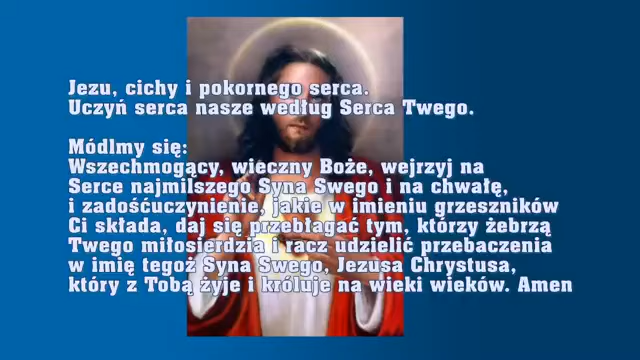 Jezu, cichy i pokornego serca.
Uczyń serca nasze według Serca Twego.
Módlmy się:
Wszechmogący, wieczny Boże, wejrzyj na
Serce najmilszego Syna Swego i na chwałę,
i zadośćuczynienie, jakie w imieniu grzeszników
Ci składa, daj się przebłagać tym, którzy żebrzą
Twego miłosierdzia i racz udzielić przebaczenia
w imię tegoż Syna Swego, Jezusa Chrystusa,
który z Tobą żyje i króluje na wieki wieków. Amen